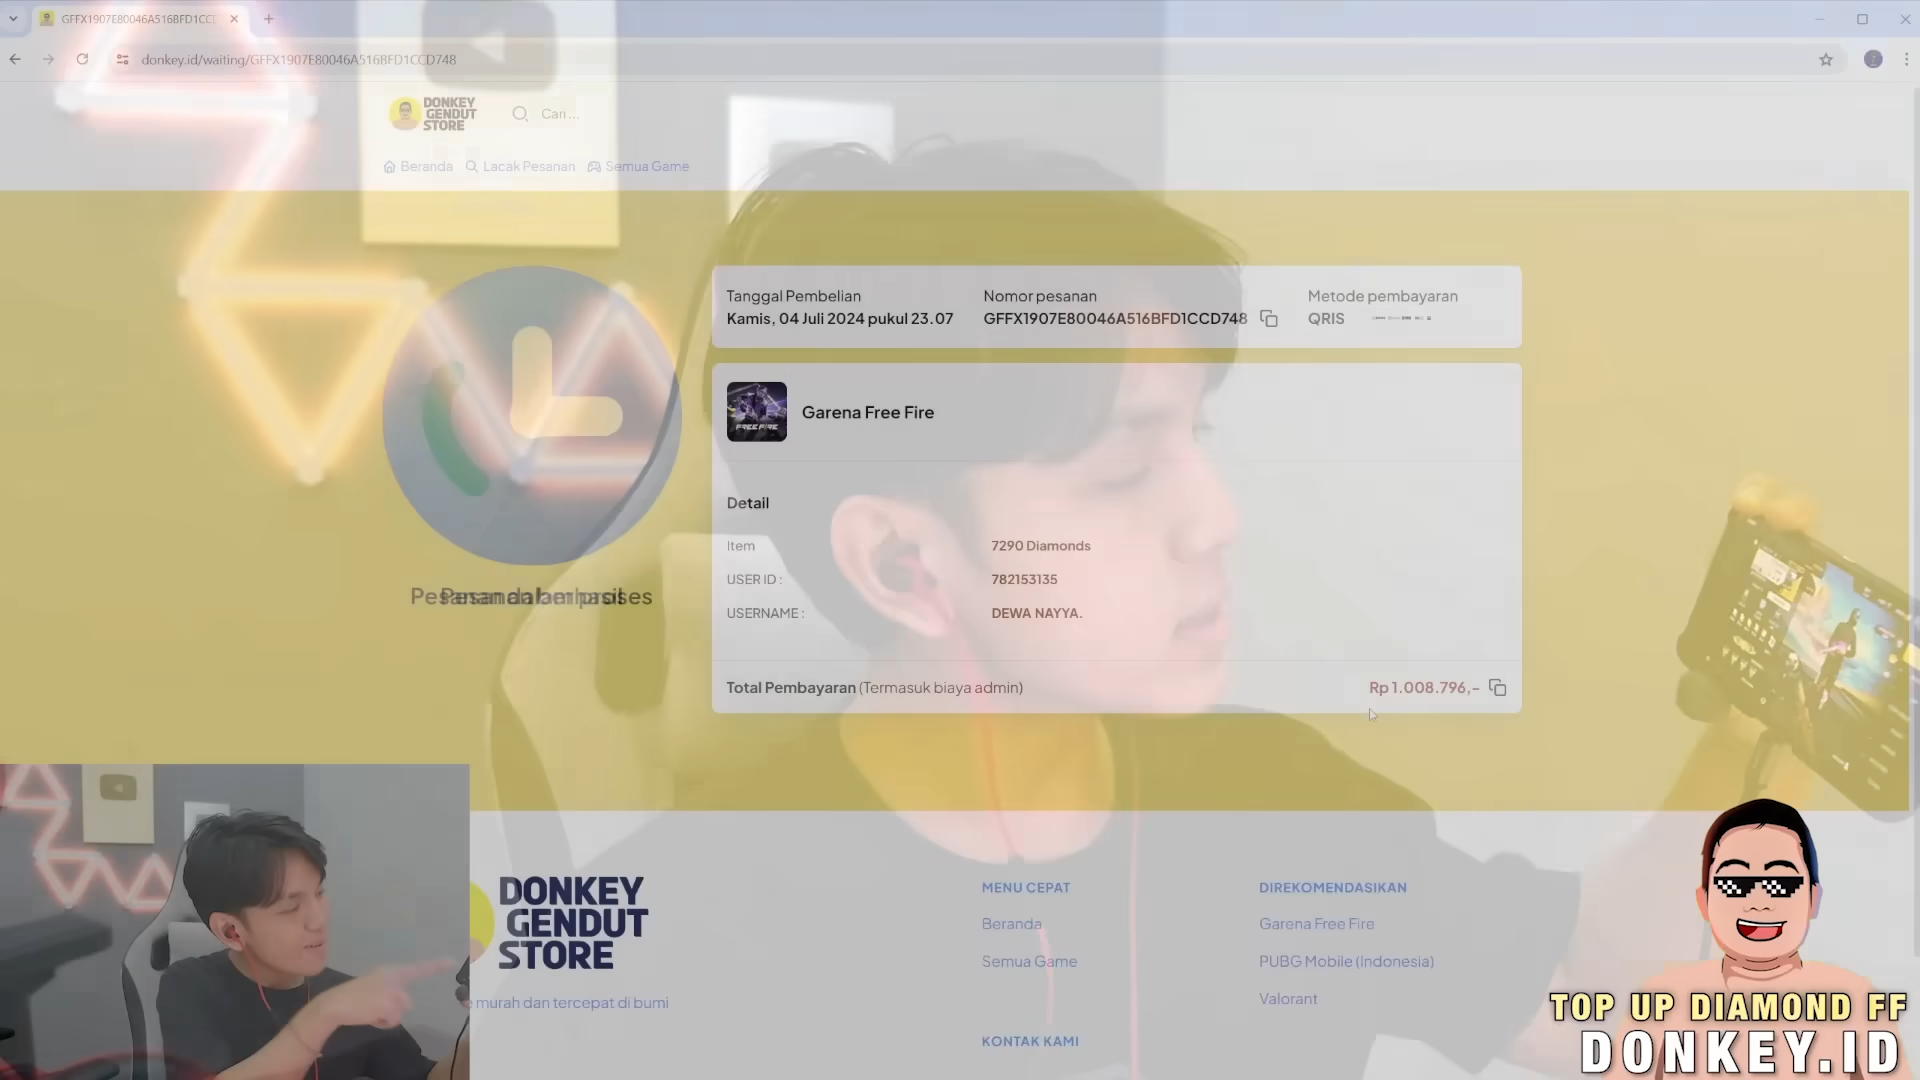 GFFX1907E80046A516BFD1CC
donkey.id/waiting/GFFX1907E80046A516BFD1CCD748
DONKEY
GENDUT
STORE
Cari ...
Beranda
Lacak Pesanan
Semua Game
Tanggal Pembelian
Kamis, 04 Juli 2024 pukul 23.07
Nomor pesanan
GFFX1907E80046A516BFD1CCD748
Metode pembayaran
QRIS
FREE FIRE
Garena Free Fire
Detail
Item
7290 Diamonds
USER ID :
782153135
USERNAME :
DEWA NAYYA.
Total Pembayaran (Termasuk biaya admin)
Rp 1.008.796,-
DONKEY
GENDUT
STORE
murah dan tercepat di bumi
MENU CEPAT
Beranda
Semua Game
KONTAK KAMI
DIREKOMENDASIKAN
Garena Free Fire
PUBG Mobile (Indonesia)
Valorant
TOP UP DIAMOND FF
DONKEY.ID